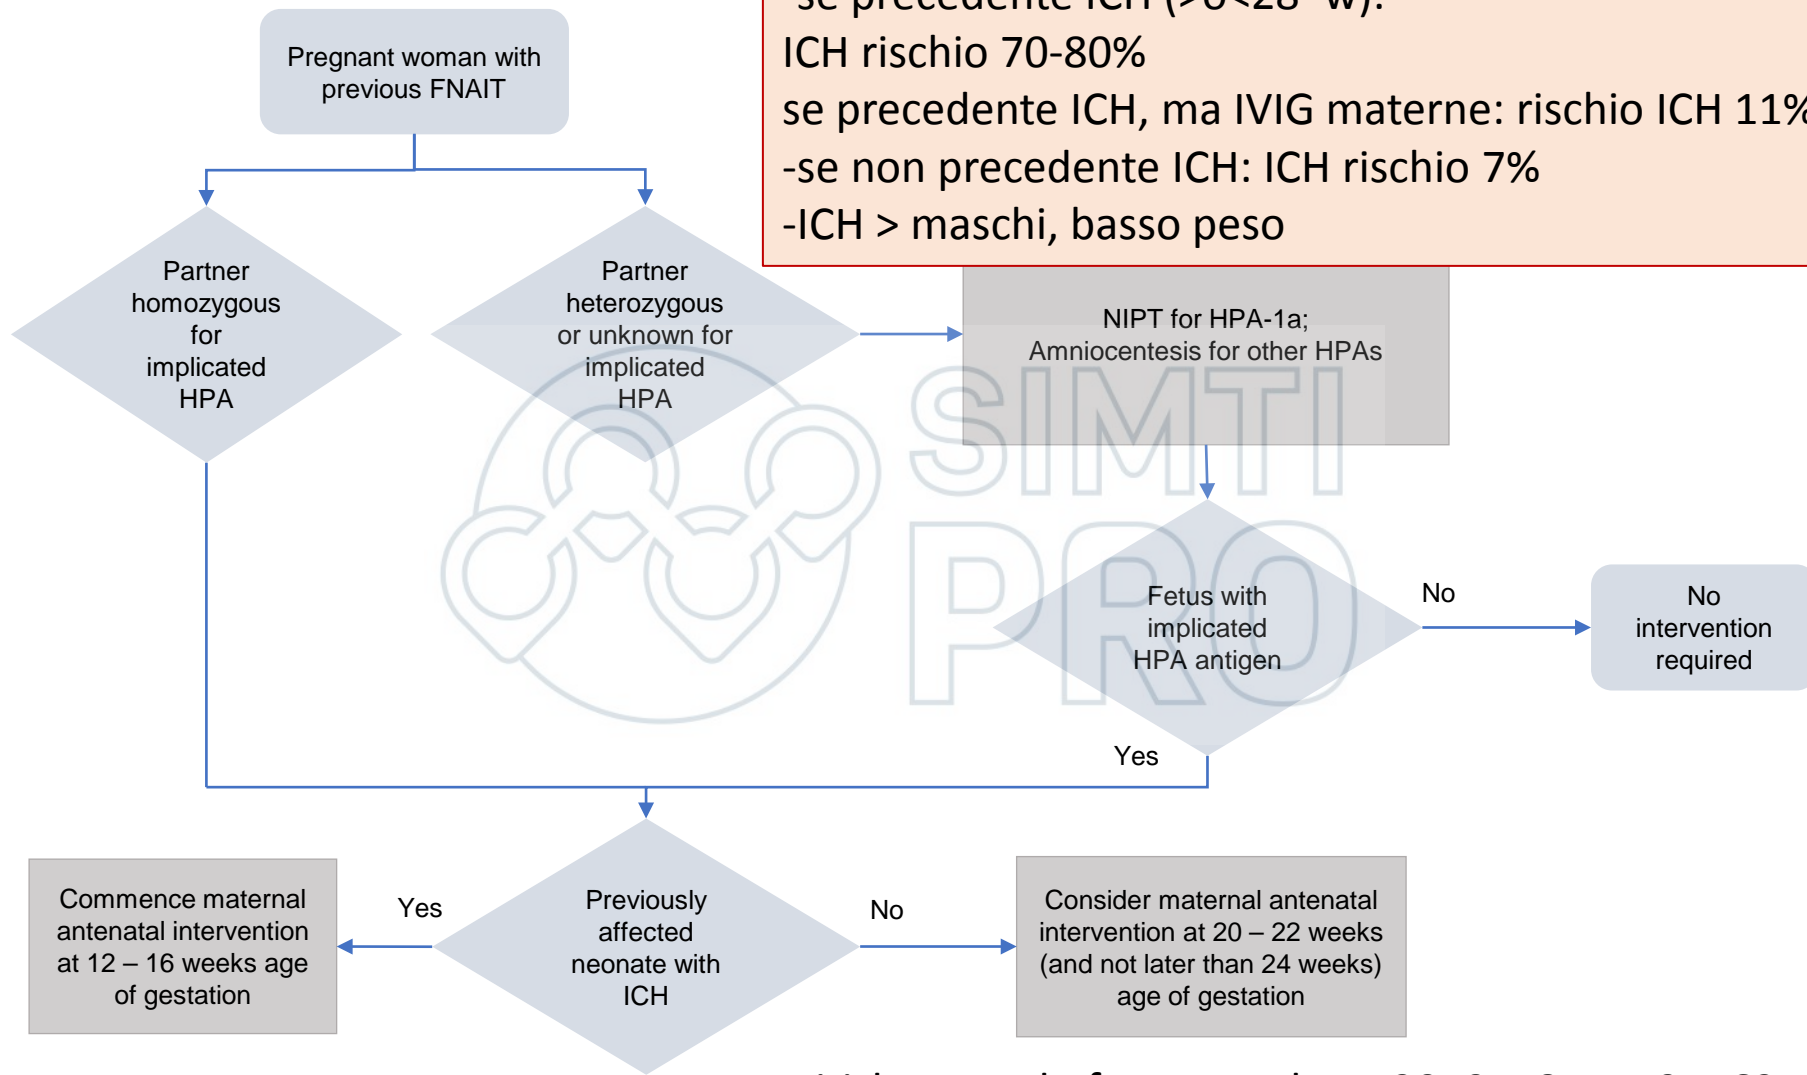 -se precedente ICH (>o<28^ w):
ICH rischio 70-80%
se precedente ICH, ma IVIG materne: rischio ICH 11%
-se non precedente ICH: ICH rischio 7%
-ICH > maschi, basso peso
Pregnant woman with
previous FNAIT
Partner
homozygous
for
implicated
HPA
Partner
heterozygous
or unknown for
implicated
HPA
NIPT for HPA-1a;
Amniocentesis for other HPAs
SIMTI
PRO
Fetus with
implicated
HPA antigen
No
No
intervention
required
Yes
Previously
affected
neonate with
ICH
Yes
Commence maternal
antenatal intervention
at 12 – 16 weeks age
of gestation
No
Consider maternal antenatal
intervention at 20 – 22 weeks
(and not later than 24 weeks)
age of gestation